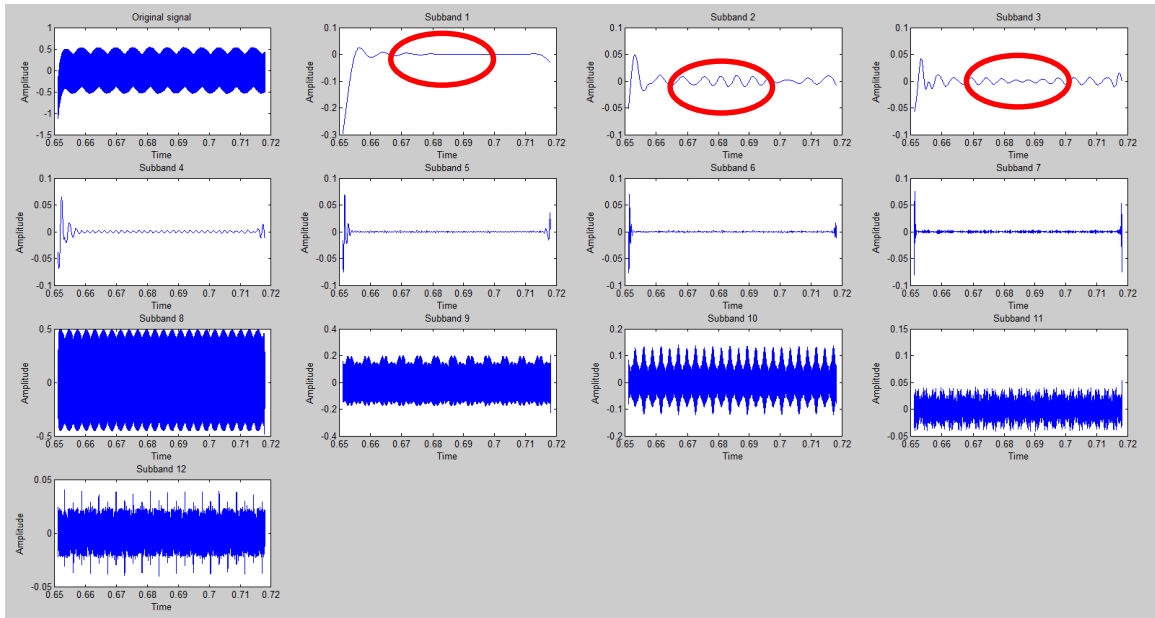 Original signal
Subband 1
Subband 2
Subband 3
1
0.5
0
-0.5
-1
-1.5
Amplitude
0.65 0.66 0.67 0.68 0.69 0.7 0.71 0.72
Time
0.1
0
-0.1
-0.2
-0.3
Amplitude
0.65 0.66 0.67 0.68 0.69 0.7 0.71 0.72
Time
0.1
0.05
0
-0.05
-0.1
Amplitude
0.65 0.66 0.67 0.68 0.69 0.7 0.71 0.72
Time
0.1
0.05
0
-0.05
-0.1
Amplitude
0.65 0.66 0.67 0.68 0.69 0.7 0.71 0.72
Time
Subband 4
Subband 5
Subband 6
Subband 7
0.1
0.05
0
-0.05
-0.1
Amplitude
0.65 0.66 0.67 0.68 0.69 0.7 0.71 0.72
Time
0.1
0.05
0
-0.05
-0.1
Amplitude
0.65 0.66 0.67 0.68 0.69 0.7 0.71 0.72
Time
0.1
0.05
0
-0.05
-0.1
Amplitude
0.65 0.66 0.67 0.68 0.69 0.7 0.71 0.72
Time
0.1
0.05
0
-0.05
-0.1
Amplitude
0.65 0.66 0.67 0.68 0.69 0.7 0.71 0.72
Time
Subband 8
Subband 9
Subband 10
Subband 11
0.5
0
-0.5
Amplitude
0.65 0.66 0.67 0.68 0.69 0.7 0.71 0.72
Time
0.4
0.2
0
-0.2
-0.4
Amplitude
0.65 0.66 0.67 0.68 0.69 0.7 0.71 0.72
Time
0.2
0.1
0
-0.1
-0.2
Amplitude
0.65 0.66 0.67 0.68 0.69 0.7 0.71 0.72
Time
0.15
0.1
0.05
0
-0.05
Amplitude
0.65 0.66 0.67 0.68 0.69 0.7 0.71 0.72
Time
Subband 12
0.05
0
-0.05
Amplitude
0.65 0.66 0.67 0.68 0.69 0.7 0.71 0.72
Time